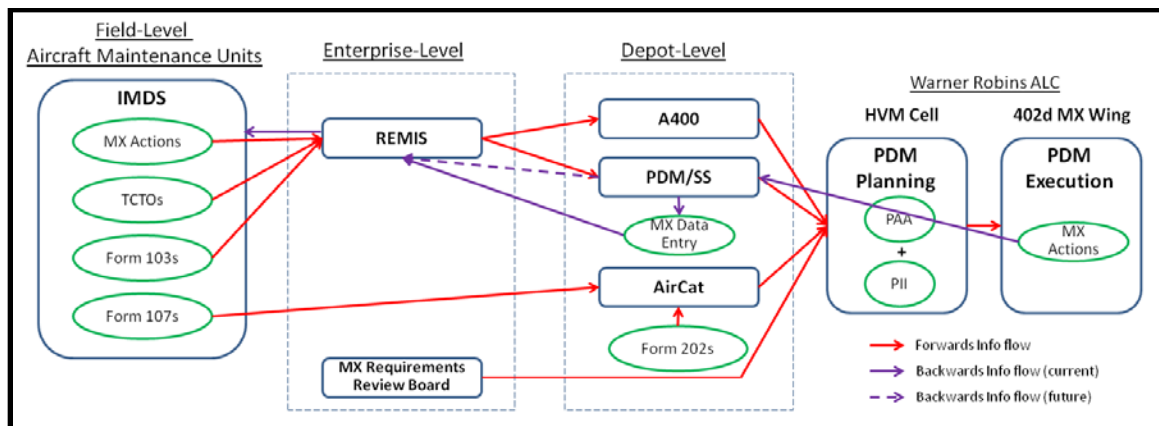 Field-Level
Aircraft Maintenance Units
IMDS
MX Actions
TCTOs
Form 103s
Form 107s
Enterprise-Level
REMIS
MX Requirements
Review Board
Depot-Level
A400
PDM/SS
MX Data
Entry
AirCat
Form 202s
Warner Robins ALC
HVM Cell
PDM
Planning
PAA
+
PII
402d MX Wing
PDM
Execution
MX
Actions
Forwards Info flow
Backwards Info flow (current)
Backwards Info flow (future)